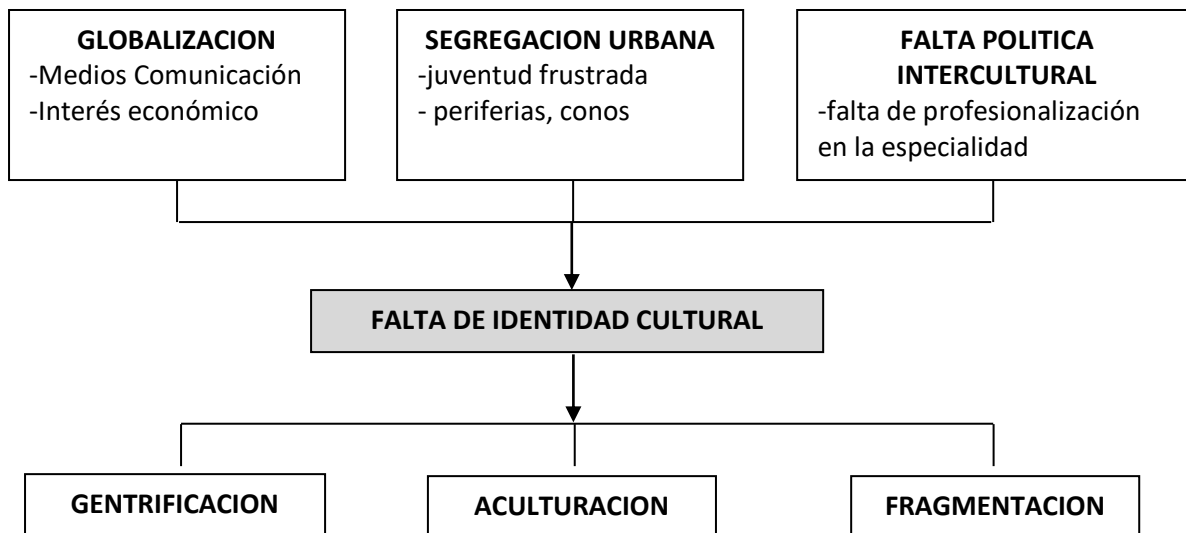 GLOBALIZACION
-Medios Comunicación
-Interés económico
SEGREGACION URBANA
-juventud frustrada
- periferias, conos
FALTA POLITICA
INTERCULTURAL
-falta de profesionalización
en la especialidad
FALTA DE IDENTIDAD CULTURAL
GENTRIFICACION
ACULTURACION
FRAGMENTACION